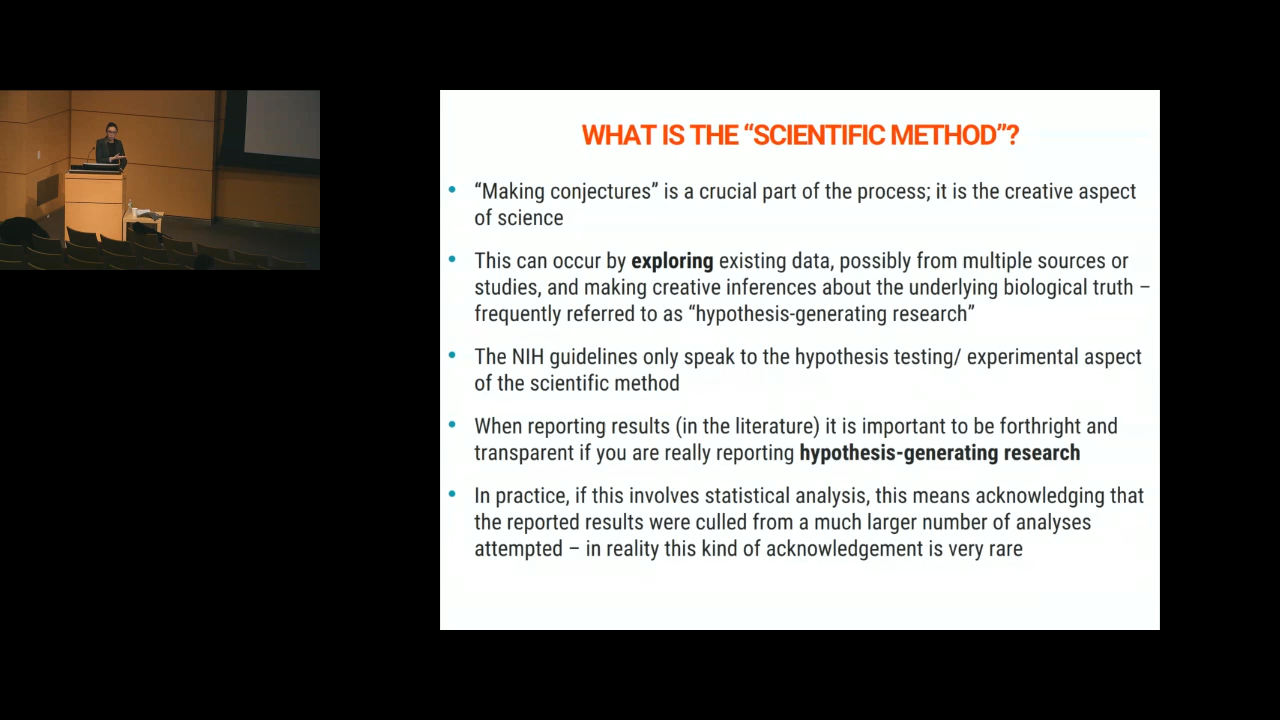 WHAT IS THE “SCIENTIFIC METHOD”?
• “Making conjectures” is a crucial part of the process; it is the creative aspect
of science
• This can occur by exploring existing data, possibly from multiple sources or
studies, and making creative inferences about the underlying biological truth –
frequently referred to as “hypothesis-generating research”
• The NIH guidelines only speak to the hypothesis testing/ experimental aspect
of the scientific method
• When reporting results (in the literature) it is important to be forthright and
transparent if you are really reporting hypothesis-generating research
• In practice, if this involves statistical analysis, this means acknowledging that
the reported results were culled from a much larger number of analyses
attempted – in reality this kind of acknowledgement is very rare